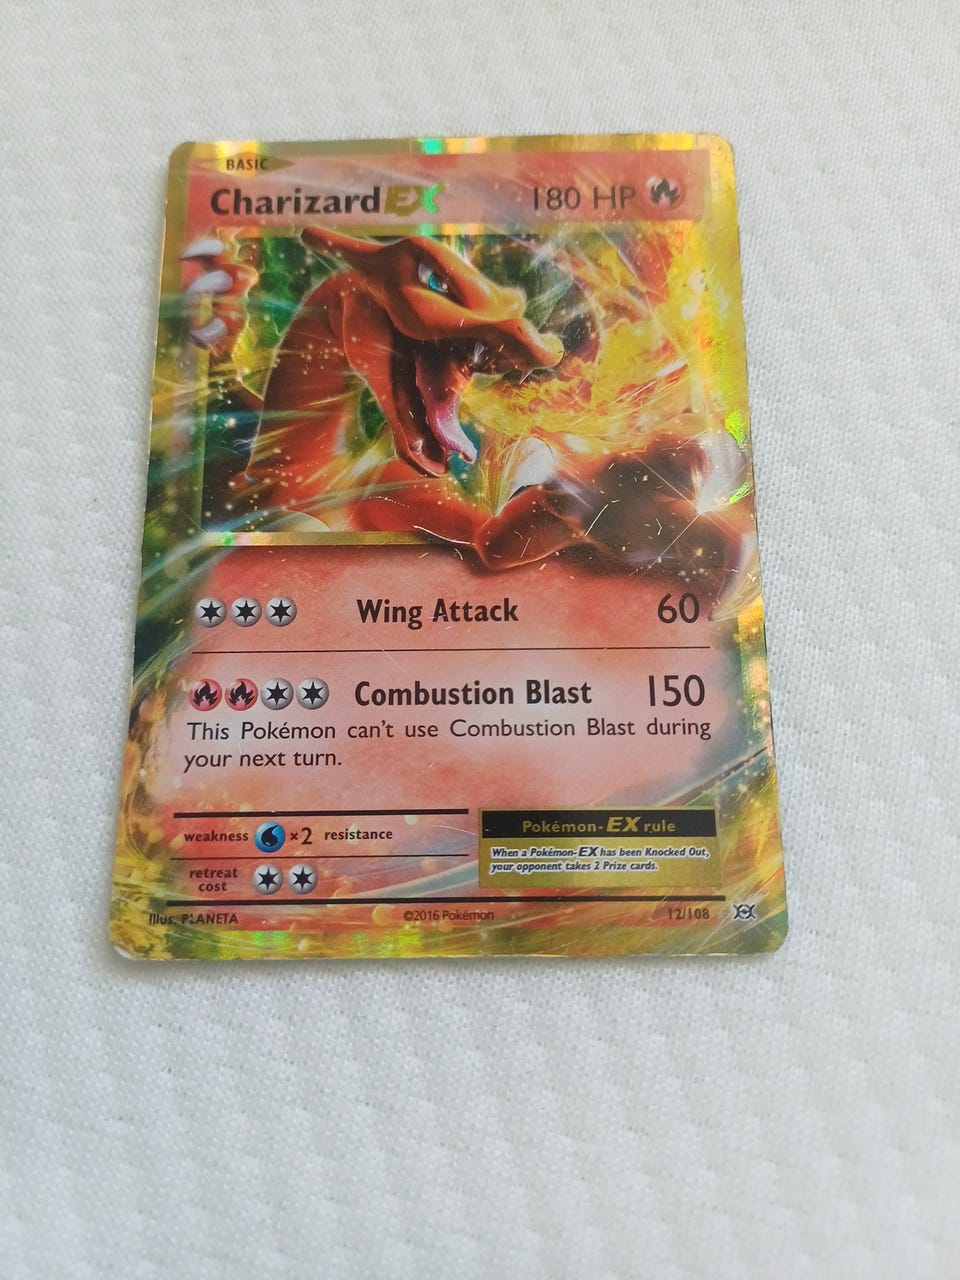 BASIC
Charizard EX 180 HP
Wing Attack 60
Combustion Blast 150
This Pokémon can't use Combustion Blast during
your next turn.
weakness ×2 resistance
Pokémon-EX rule
When a Pokémon-EX has been Knocked Out,
your opponent takes 2 Prize cards.
retreat
cost
Illus. PLANETA ©2016 Pokémon 12/108